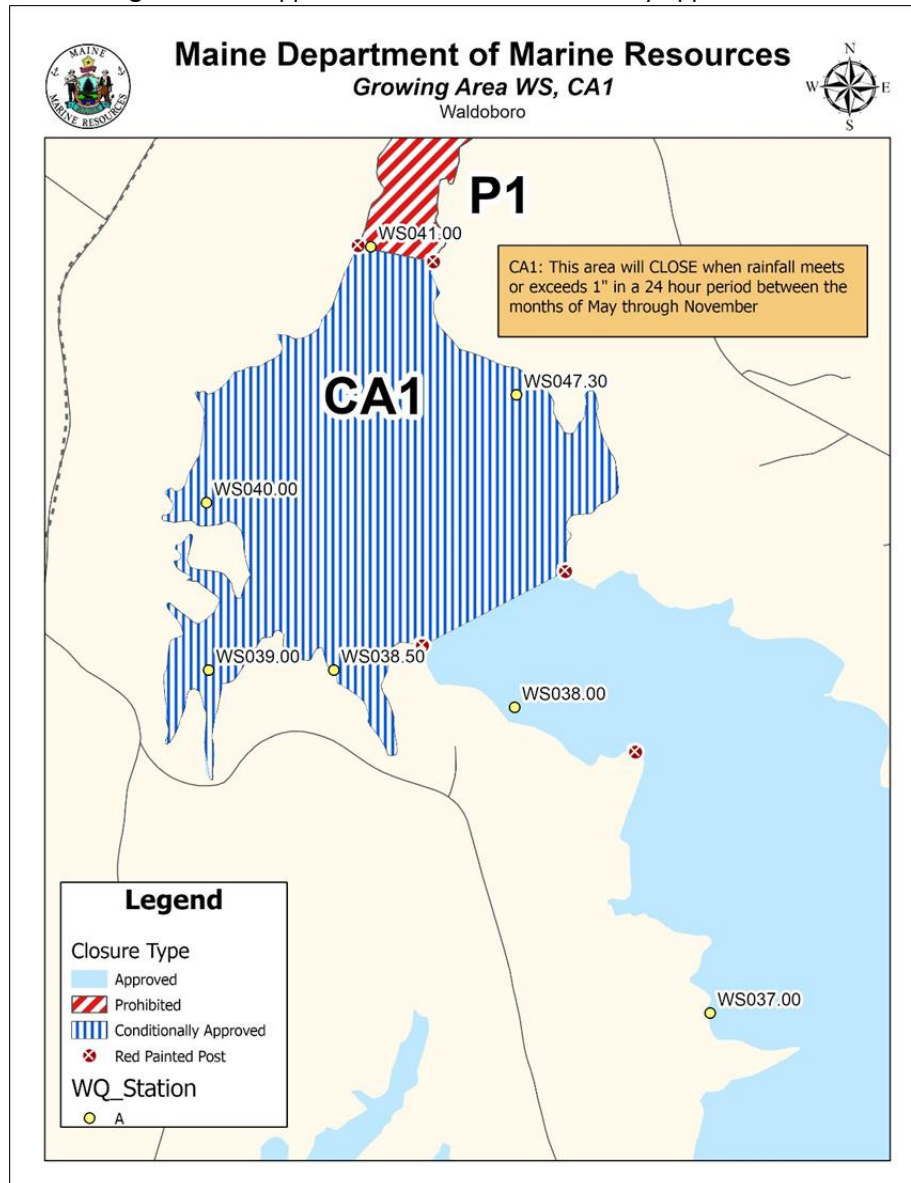 Maine Department of Marine Resources
Growing Area WS, CA1
Waldoboro
MAINE
MARINE RESOURCES
N
W
E
S
P1
WS041.00
CA1: This area will CLOSE when rainfall meets
or exceeds 1" in a 24 hour period between the
months of May through November
CA1
WS047.30
WS040.00
WS039.00
WS038.50
WS038.00
WS037.00
Legend
Closure Type
Approved
Prohibited
Conditionally Approved
Red Painted Post
WQ_Station
A